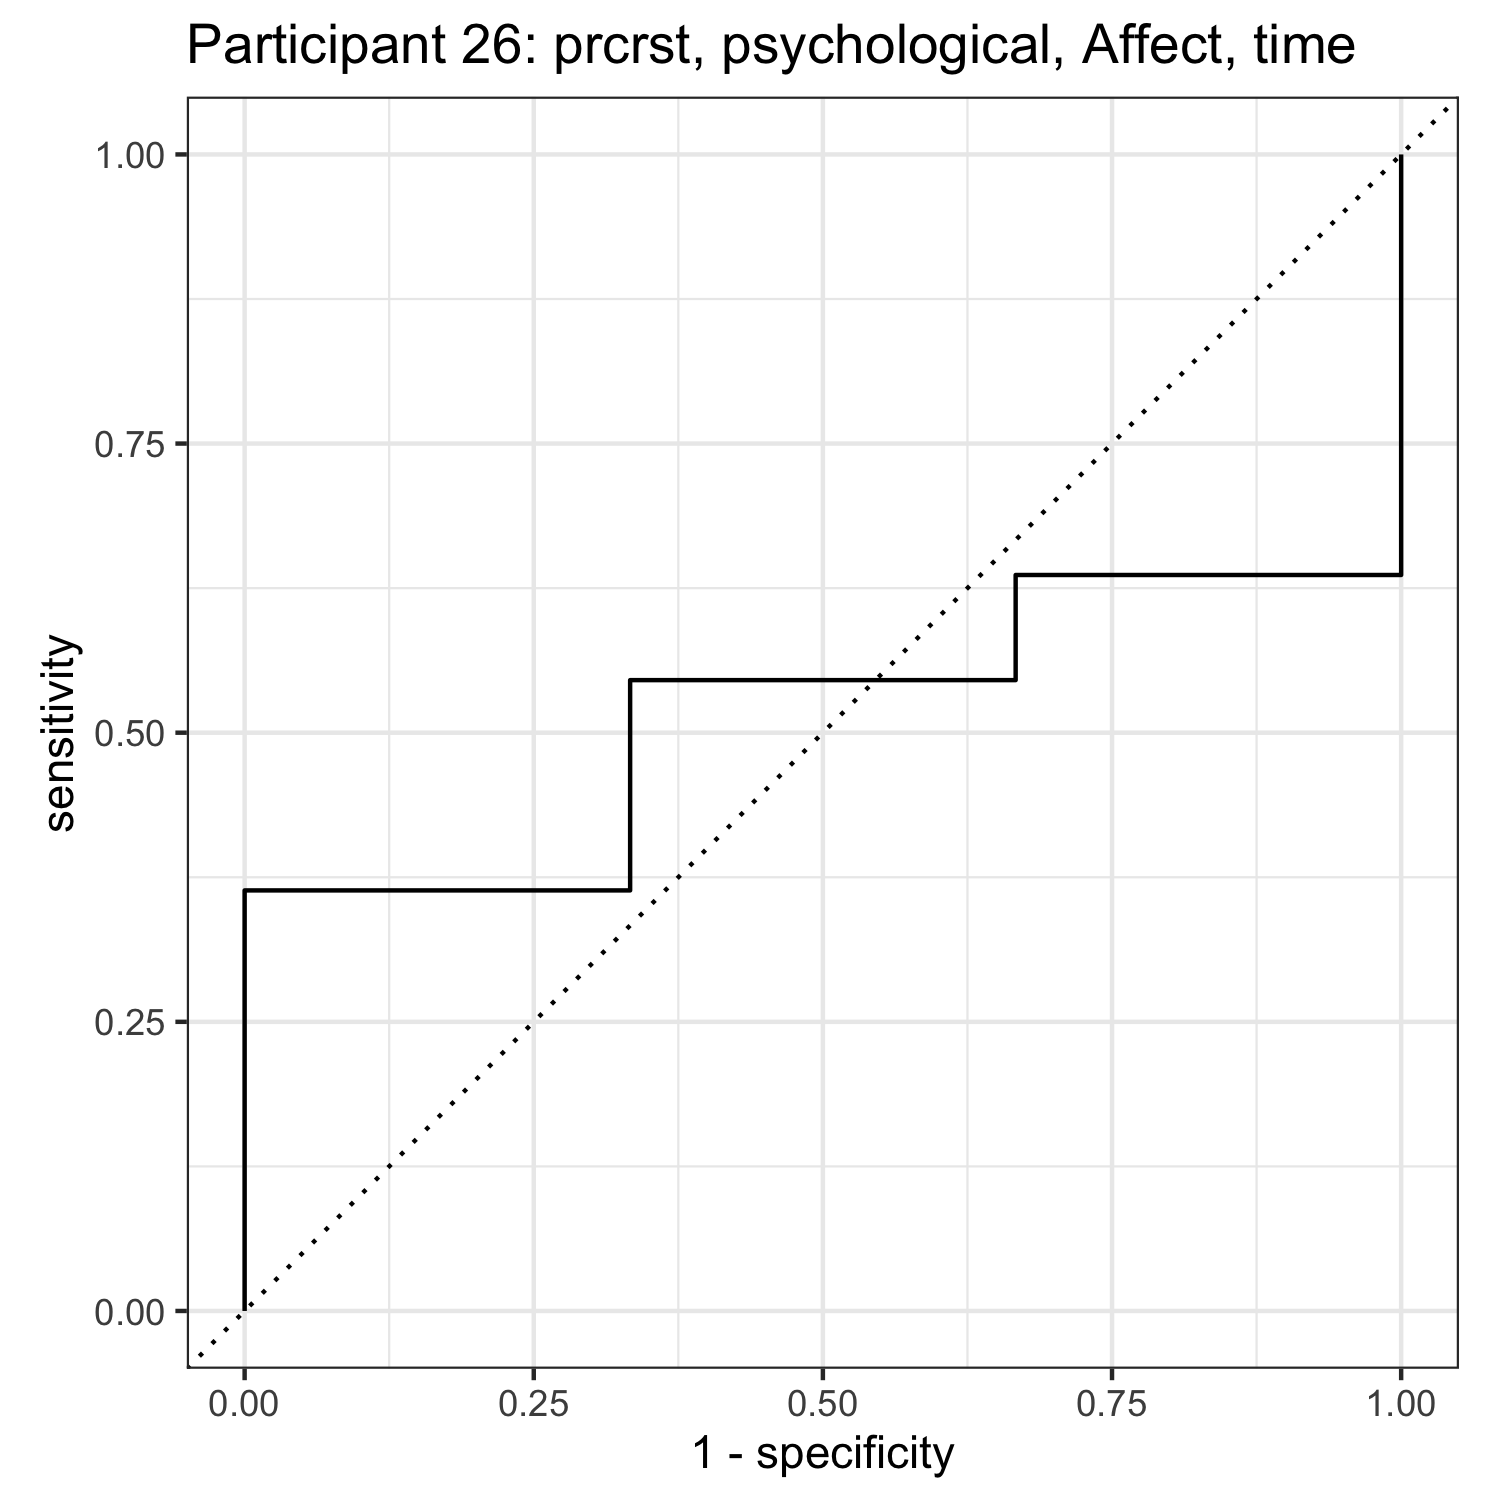 Participant 26: prcrst, psychological, Affect, time
sensitivity
1.00
0.75
0.50
0.25
0.00
0.00 0.25 0.50 0.75 1.00
1 - specificity